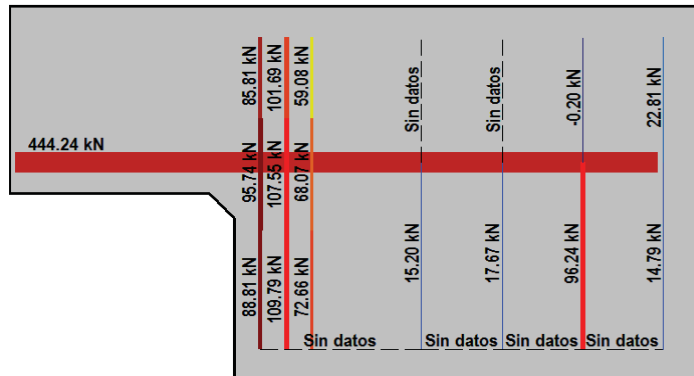 85.81 kN
101.69 kN
59.08 kN
Sin datos
Sin datos
-0.20 kN
22.81 kN
444.24 kN
95.74 kN
107.55 kN
68.07 kN
88.81 kN
109.79 kN
72.66 kN
15.20 kN
17.67 kN
96.24 kN
14.79 kN
Sin datos
Sin datos
Sin datos
Sin datos